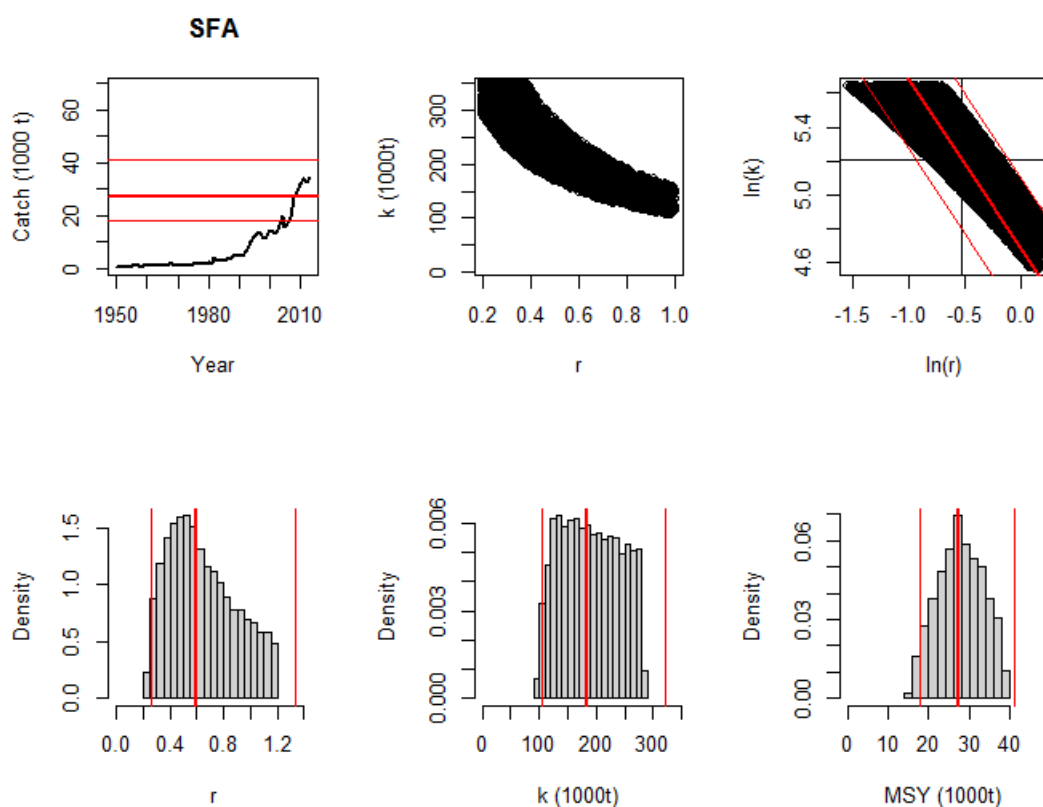 SFA
Catch (1000 t)
0 20 40 60
1950 1980 2010
Year
k (1000t)
0 100 200 300
0.2 0.4 0.6 0.8 1.0
r
ln(k)
4.6 5.0 5.4
-1.5 -1.0 -0.5 0.0
ln(r)
Density
0.0 0.5 1.0 1.5
0.0 0.4 0.8 1.2
r
Density
0.000 0.003 0.006
0 100 200 300
k (1000t)
Density
0.00 0.03 0.06
0 10 20 30 40
MSY (1000t)